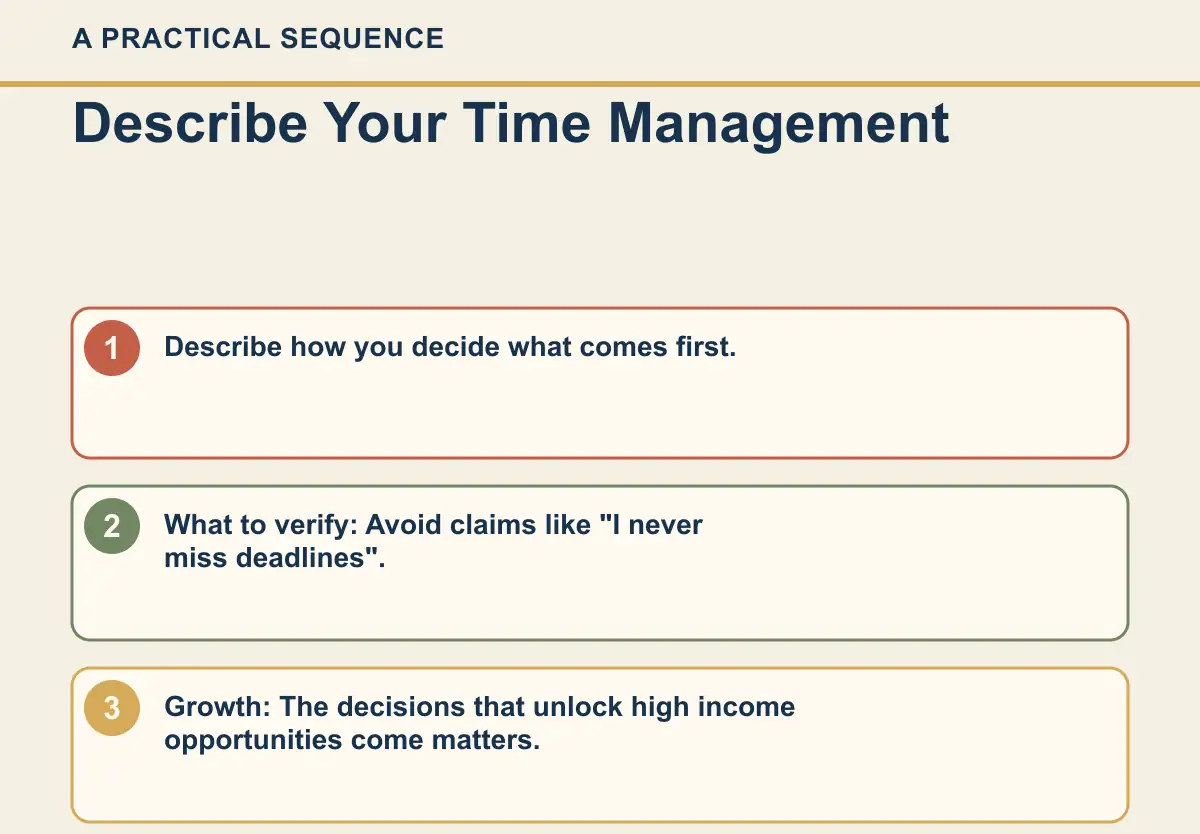 A PRACTICAL SEQUENCE
Describe Your Time Management
1
Describe how you decide what comes first.
2
What to verify: Avoid claims like "I never
miss deadlines".
3
Growth: The decisions that unlock high income
opportunities come matters.